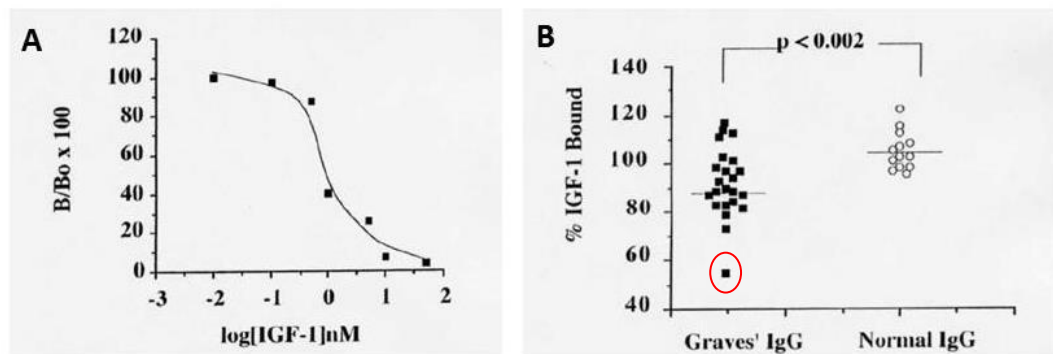 A
120
100
80
60
40
20
0
B/Bo x 100
-3
-2
-1
0
1
2
log[IGF-1]nM
B
p < 0.002
140
120
100
80
60
40
% IGF-1 Bound
Graves' IgG
Normal IgG